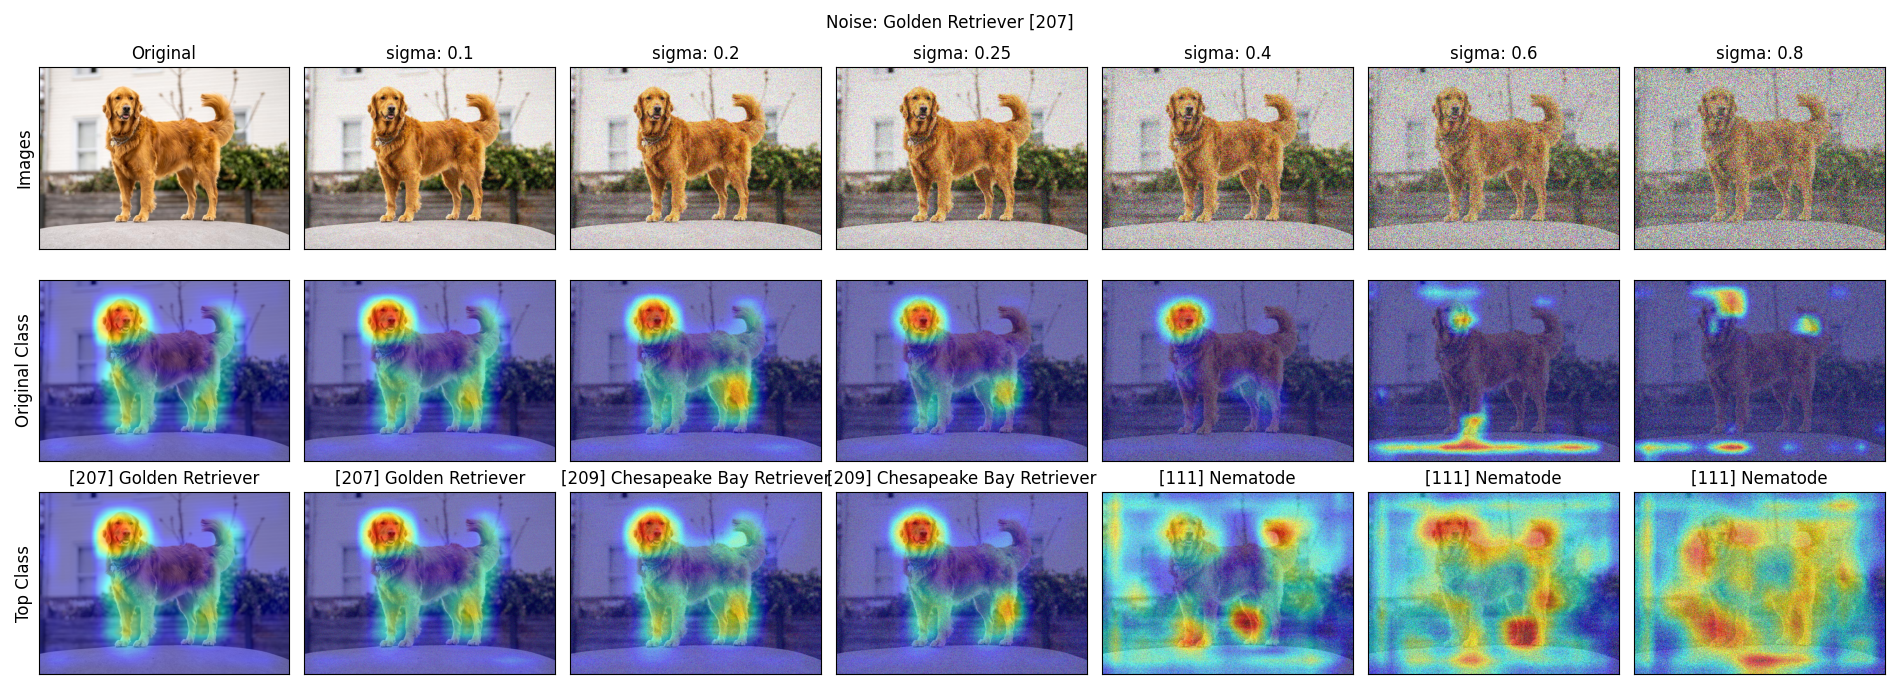 Noise: Golden Retriever [207]
Original
sigma: 0.1
sigma: 0.2
sigma: 0.25
sigma: 0.4
sigma: 0.6
sigma: 0.8
Images
Original Class
[207] Golden Retriever
[207] Golden Retriever
[209] Chesapeake Bay Retriever
[209] Chesapeake Bay Retriever
[111] Nematode
[111] Nematode
[111] Nematode
Top Class